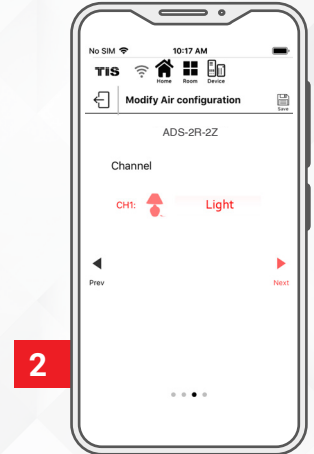 No SIM 10:17 AM
TiS Home Room Device
Modify Air configuration Save
ADS-2R-2Z
Channel
CH1: Light
Prev Next
2